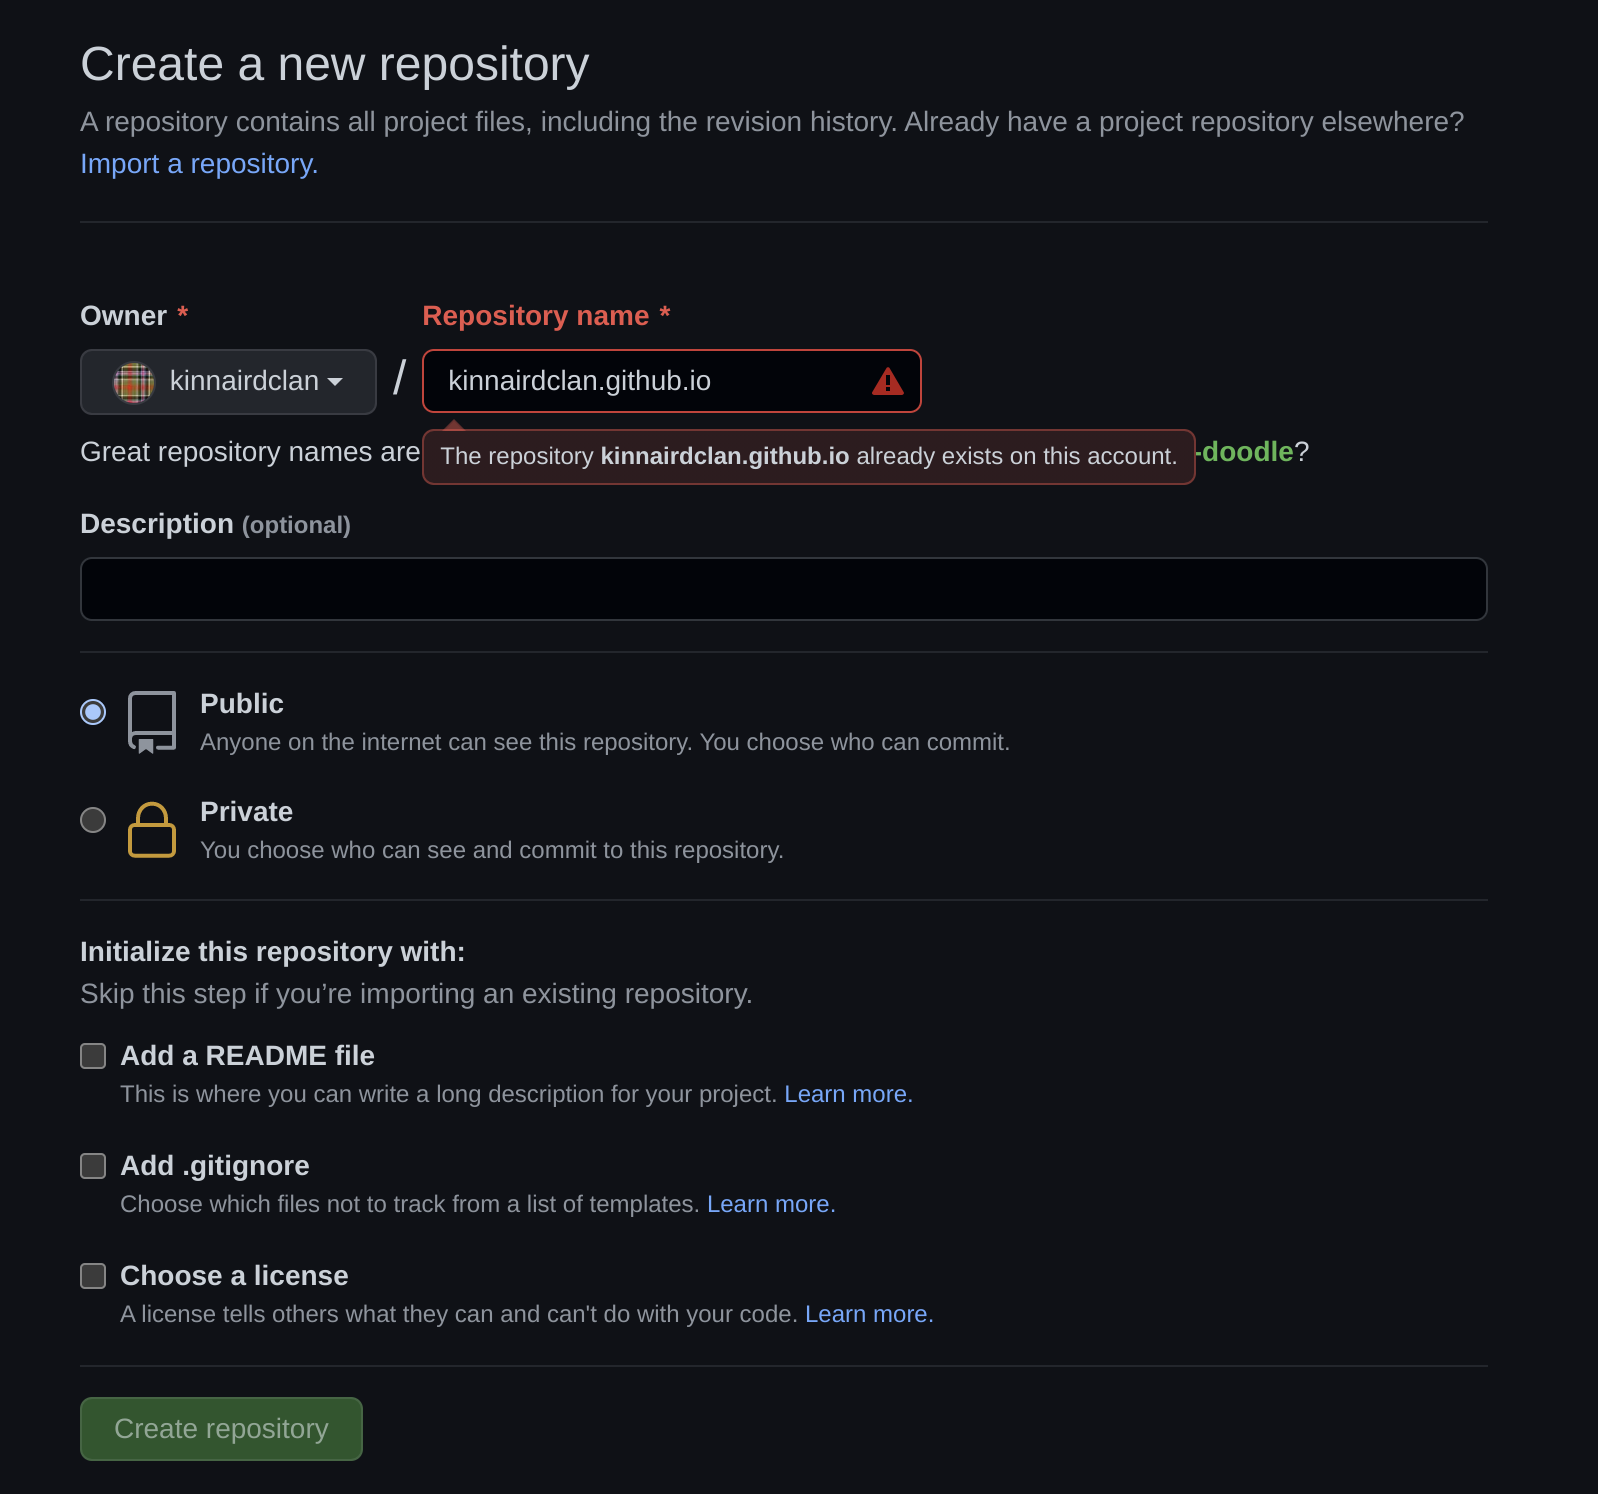 Create a new repository
A repository contains all project files, including the revision history. Already have a project repository elsewhere?
Import a repository.
Owner *
Repository name *
kinnairdclan
/
kinnairdclan.github.io
Great repository names are
The repository kinnairdclan.github.io already exists on this account.
-doodle?
Description (optional)
Public
Anyone on the internet can see this repository. You choose who can commit.
Private
You choose who can see and commit to this repository.
Initialize this repository with:
Skip this step if you’re importing an existing repository.
Add a README file
This is where you can write a long description for your project. Learn more.
Add .gitignore
Choose which files not to track from a list of templates. Learn more.
Choose a license
A license tells others what they can and can't do with your code. Learn more.
Create repository